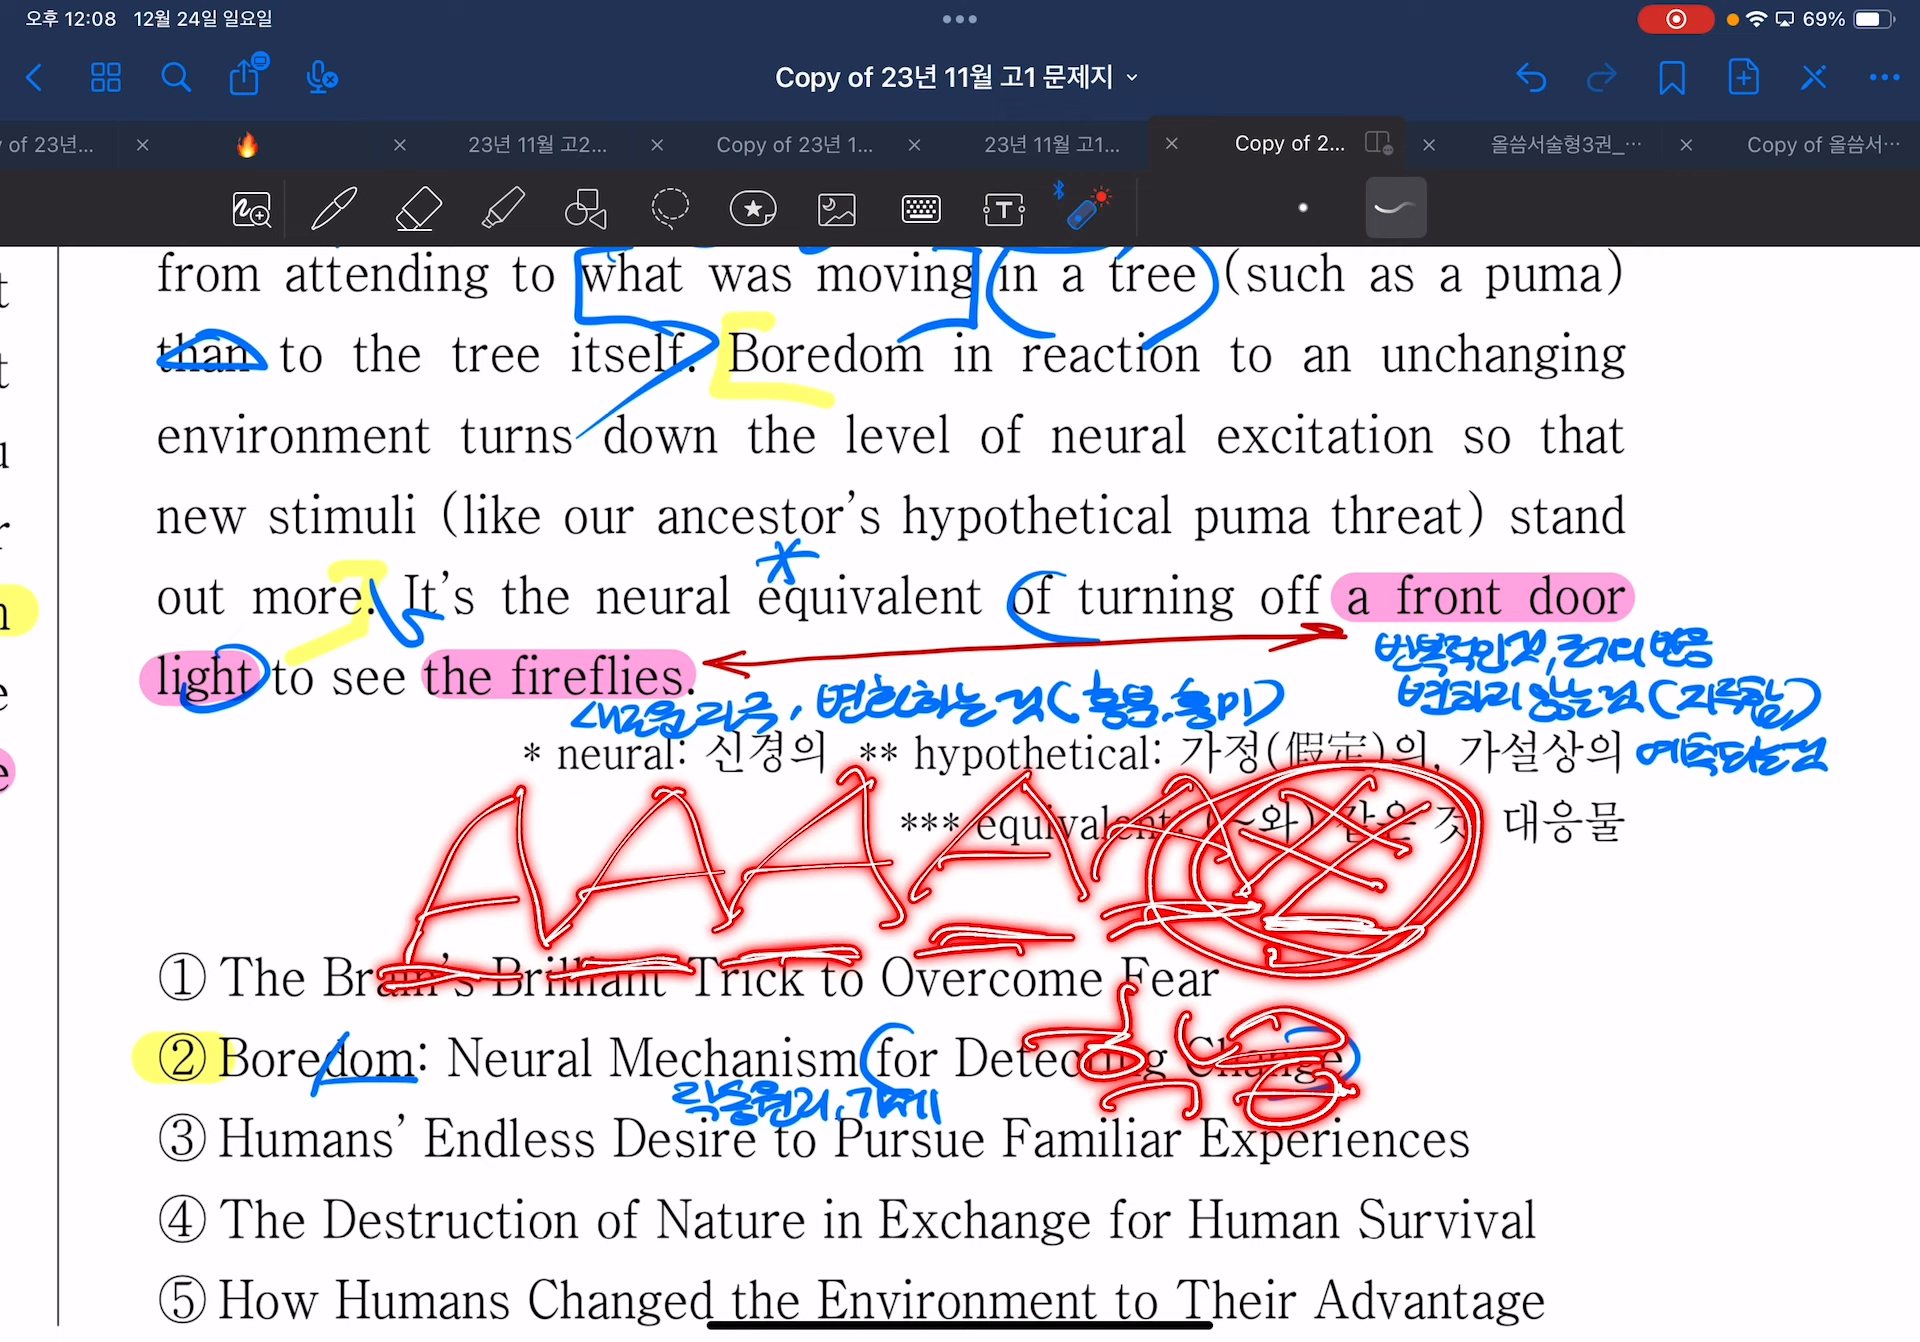 오후 12:08 12월 24일 일요일
69%
Copy of 23년 11월 고1 문제지
of 23년... 23년 11월 고2... Copy of 23년 1... 23년 11월 고1... Copy of 2... 올씀서술형3권_... Copy of 올씀서...
from attending to what was moving in a tree (such as a puma)
than to the tree itself. Boredom in reaction to an unchanging
environment turns down the level of neural excitation so that
new stimuli (like our ancestor's hypothetical puma threat) stand
out more. It's the neural equivalent of turning off a front door
반복적인 것,
light to see the fireflies.
새로운 자극, 변화하는 것(흥분.흥미)
변하지 않는 것(지루함)
* neural: 신경의 ** hypothetical: 가정(假定)의, 가설상의
예측되는 것
*** equivalent: (~와) 같은 것, 대응물
A A A A A X
① The Brain's Brilliant Trick to Overcome Fear
② Boredom: Neural Mechanism for Detecting Change
③ Humans' Endless Desire to Pursue Familiar Experiences
④ The Destruction of Nature in Exchange for Human Survival
⑤ How Humans Changed the Environment to Their Advantage